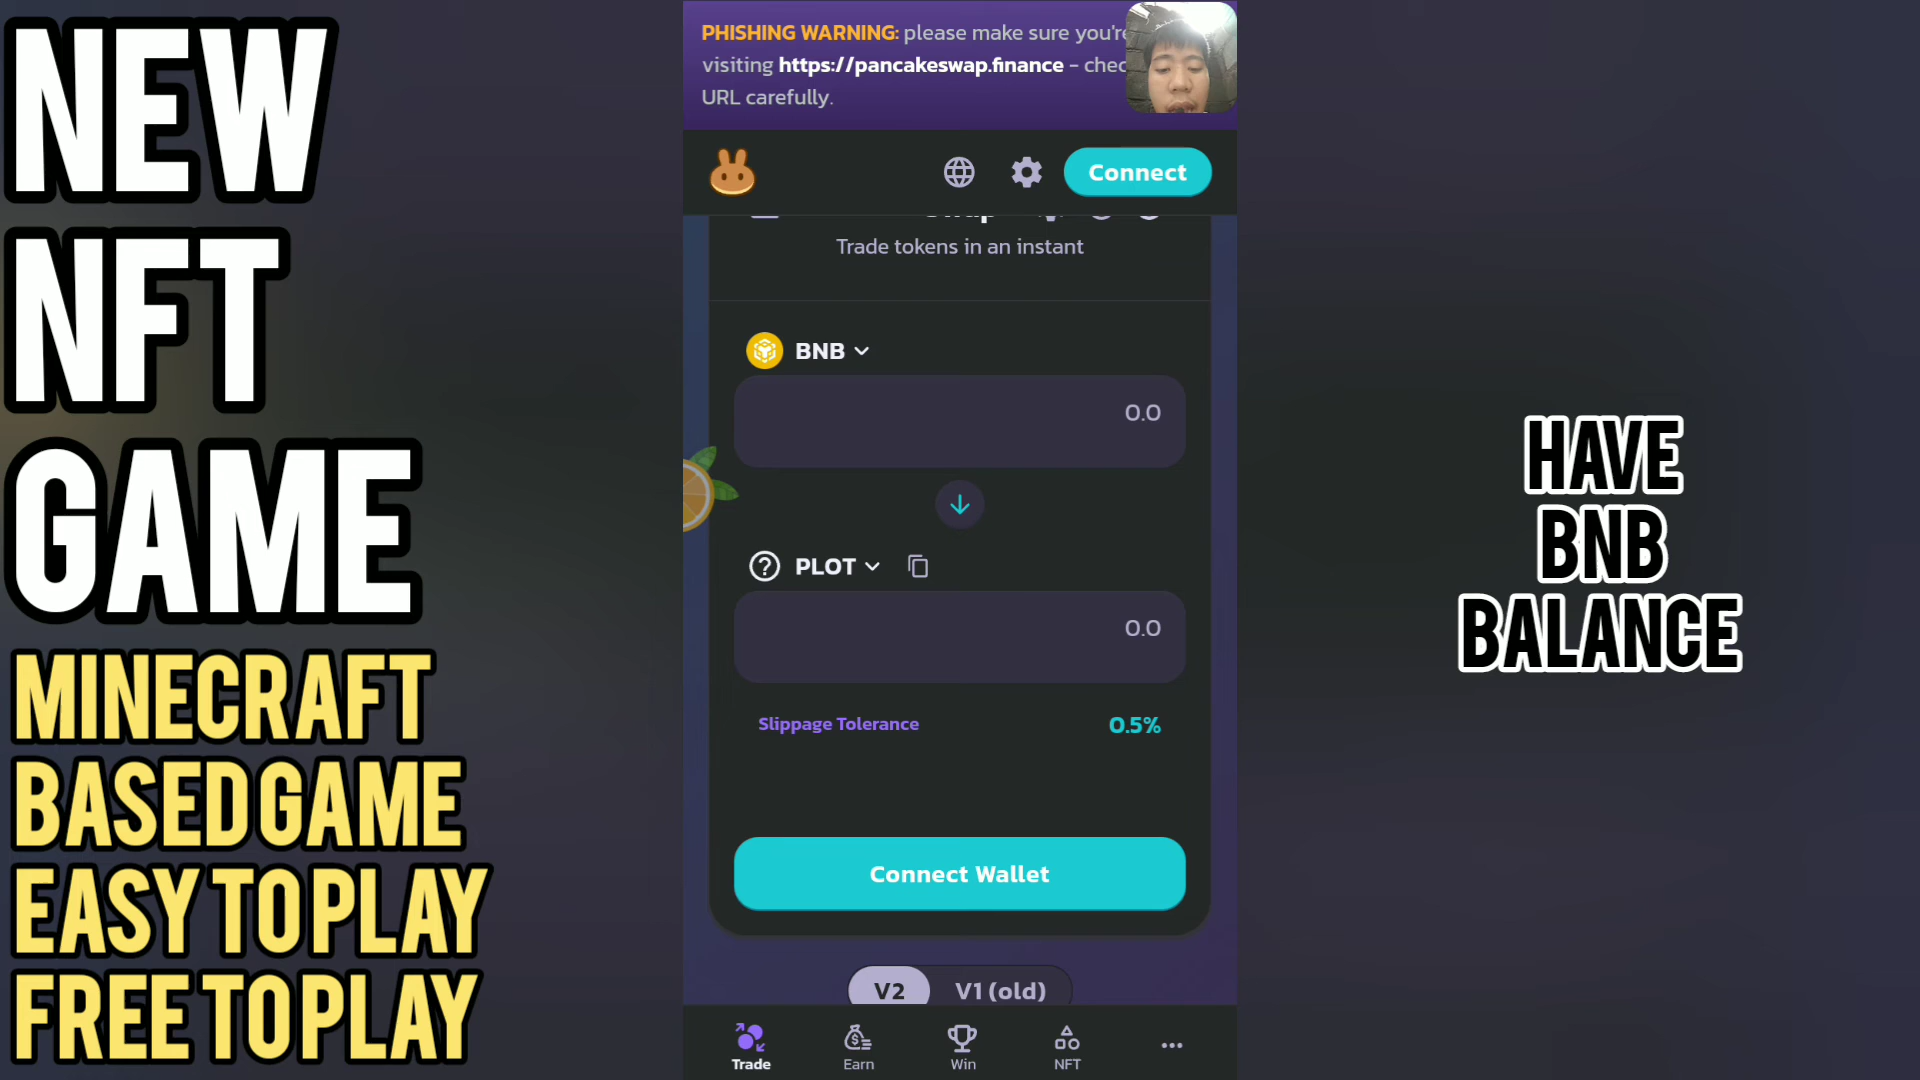 NEW
NFT
GAME
MINECRAFT
BASED GAME
EASY TO PLAY
FREE TO PLAY
PHISHING WARNING: please make sure you're
visiting https://pancakeswap.finance - chec
URL carefully.
Connect
Swap
Trade tokens in an instant
BNB
0.0
PLOT
0.0
Slippage Tolerance 0.5%
Connect Wallet
V2 V1 (old)
Trade Earn Win NFT
HAVE
BNB
BALANCE